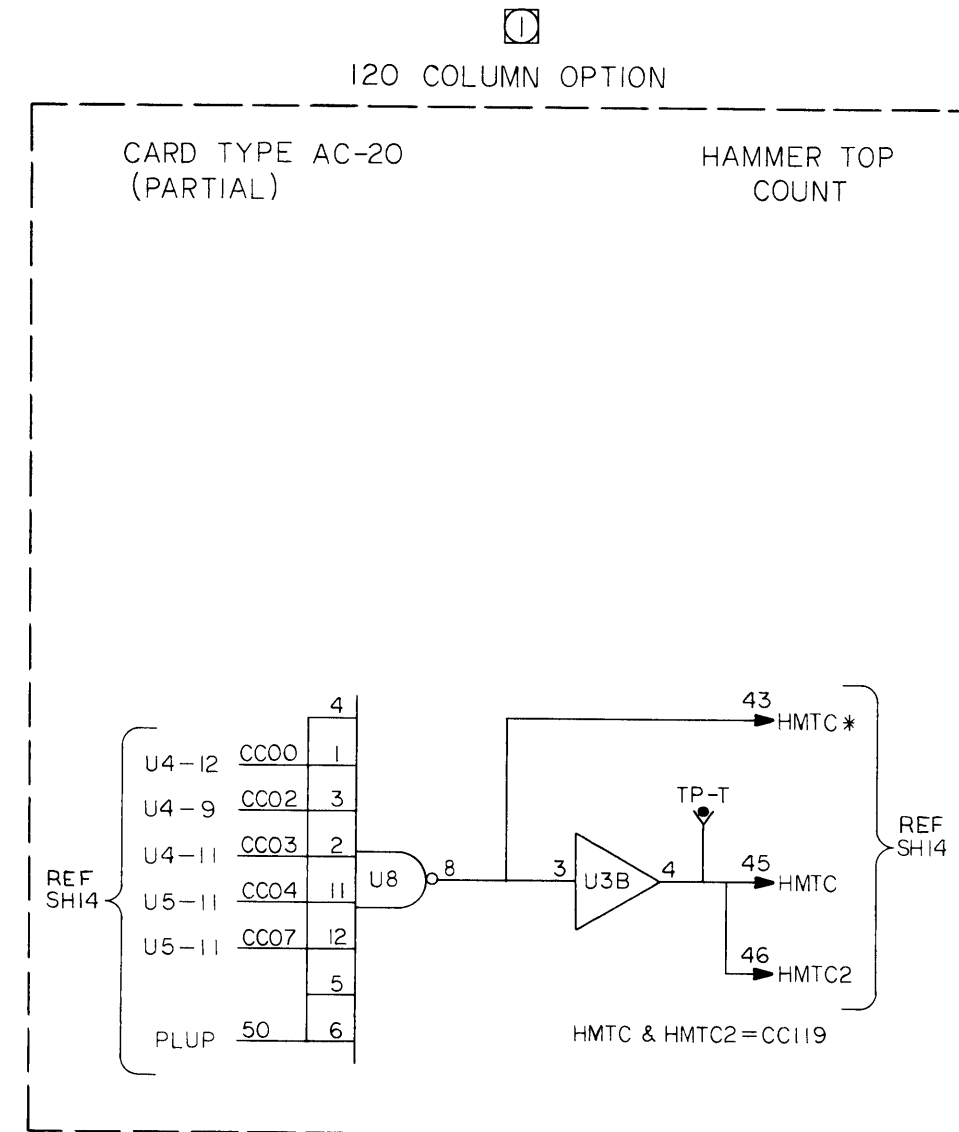 1
120 COLUMN OPTION
CARD TYPE AC-20
(PARTIAL)
HAMMER TOP
COUNT
4
U4-12 CC00 1
U4-9 CC02 3
U4-11 CC03 2
U5-11 CC04 11
U5-11 CC07 12
5
PLUP 50 6
REF
SH14
U8
8
3
U3B
4
TP-T
43
HMTC*
45
HMTC
46
HMTC2
REF
SH14
HMTC & HMTC2=CC119